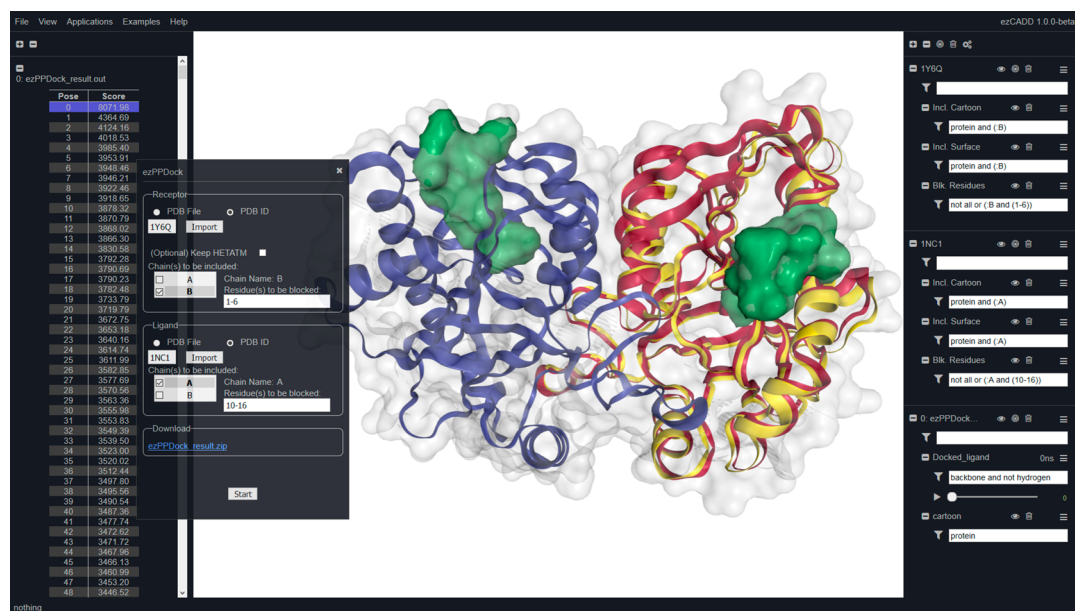 File View Applications Examples Help
ezCADD 1.0.0-beta
0: ezPPDock_result.out
Pose Score
0 8071.98
1 4364.69
2 4124.16
3 4018.53
4 3985.40
5 3953.91
6 3948.46
7 3946.21
8 3922.46
9 3918.65
10 3878.32
11 3870.79
12 3868.02
13 3866.30
14 3830.58
15 3792.28
16 3790.69
17 3790.23
18 3782.48
19 3733.79
20 3719.79
21 3672.75
22 3653.18
23 3640.16
24 3614.74
25 3611.99
26 3582.85
27 3577.69
28 3570.56
29 3563.36
30 3555.98
31 3553.83
32 3549.39
33 3539.50
34 3523.00
35 3520.02
36 3512.44
37 3497.80
38 3495.56
39 3490.54
40 3487.36
41 3477.74
42 3472.62
43 3471.72
44 3467.96
45 3466.13
46 3460.99
47 3453.20
48 3446.52
nothing
ezPPDock
Receptor
PDB File PDB ID
1Y6Q Import
(Optional) Keep HETATM
Chain(s) to be included:
A Chain Name: B
B Residue(s) to be blocked:
1-6
Ligand
PDB File PDB ID
1NC1 Import
Chain(s) to be included:
A Chain Name: A
B Residue(s) to be blocked:
10-16
Download
ezPPDock_result.zip
Start
1Y6Q
Incl. Cartoon
protein and (:B)
Incl. Surface
protein and (:B)
Blk. Residues
not all or (:B and (1-6))
1NC1
Incl. Cartoon
protein and (:A)
Incl. Surface
protein and (:A)
Blk. Residues
not all or (:A and (10-16))
0: ezPPDock...
Docked_ligand 0ns
backbone and not hydrogen
0
cartoon
protein